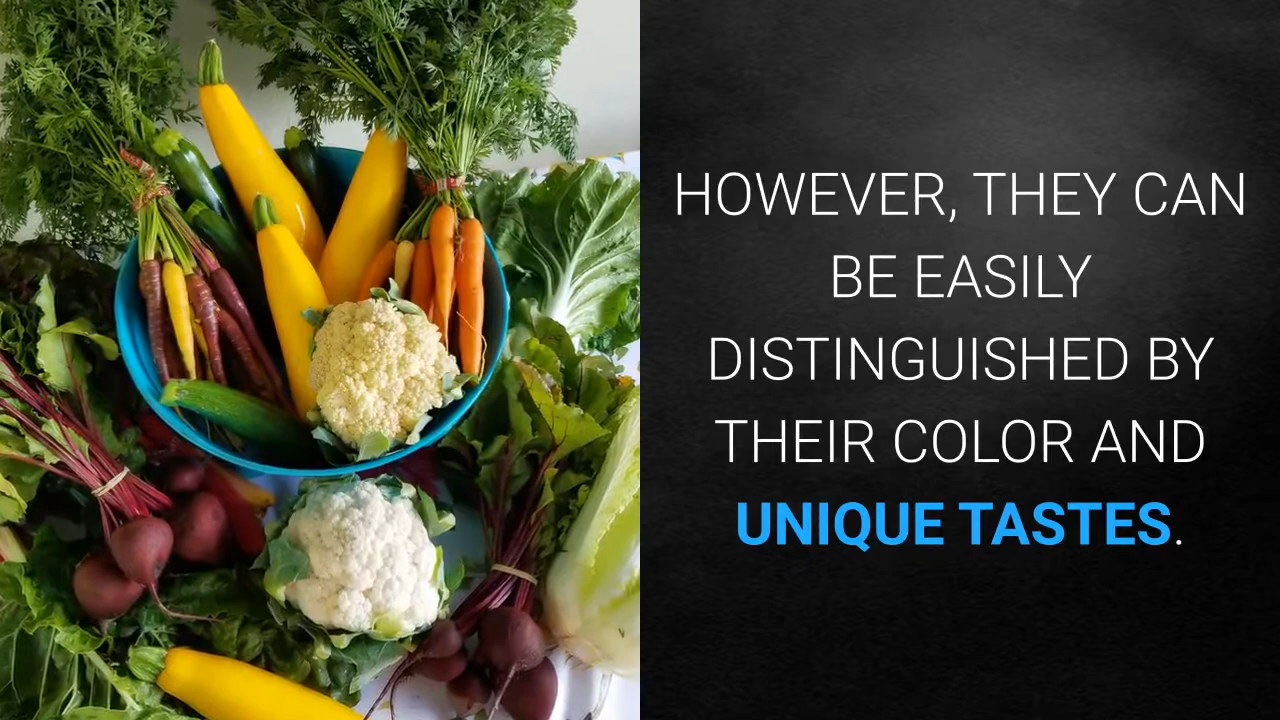 HOWEVER, THEY CAN
BE EASILY
DISTINGUISHED BY
THEIR COLOR AND
UNIQUE TASTES.